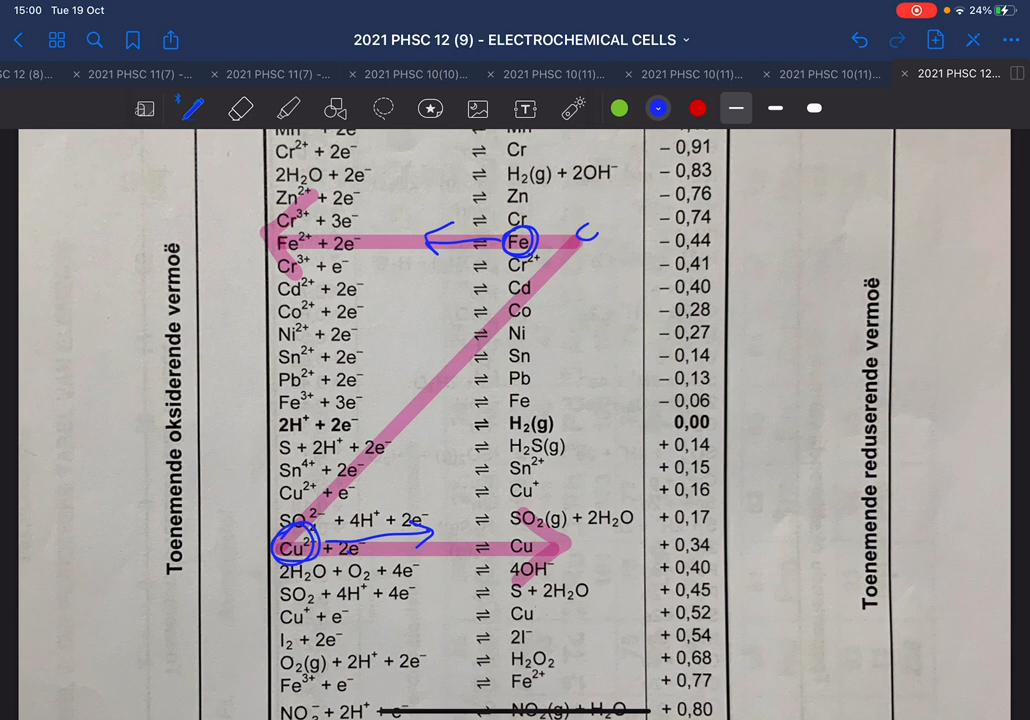 15:00 Tue 19 Oct
24%
2021 PHSC 12 (9) - ELECTROCHEMICAL CELLS
SC 12 (8)...
2021 PHSC 11(7) -...
2021 PHSC 11(7) -...
2021 PHSC 10(10)...
2021 PHSC 10(11)...
2021 PHSC 10(11)...
2021 PHSC 10(11)...
2021 PHSC 12...
Toenemende oksiderende vermoë
Cr²⁺ + 2e⁻ ⇌ Cr − 0,91
2H₂O + 2e⁻ ⇌ H₂(g) + 2OH⁻ − 0,83
Zn²⁺ + 2e⁻ ⇌ Zn − 0,76
Cr³⁺ + 3e⁻ ⇌ Cr − 0,74
Fe²⁺ + 2e⁻ ⇌ Fe − 0,44
Cr³⁺ + e⁻ ⇌ Cr²⁺ − 0,41
Cd²⁺ + 2e⁻ ⇌ Cd − 0,40
Co²⁺ + 2e⁻ ⇌ Co − 0,28
Ni²⁺ + 2e⁻ ⇌ Ni − 0,27
Sn²⁺ + 2e⁻ ⇌ Sn − 0,14
Pb²⁺ + 2e⁻ ⇌ Pb − 0,13
Fe³⁺ + 3e⁻ ⇌ Fe − 0,06
2H⁺ + 2e⁻ ⇌ H₂(g) 0,00
S + 2H⁺ + 2e⁻ ⇌ H₂S(g) + 0,14
Sn⁴⁺ + 2e⁻ ⇌ Sn²⁺ + 0,15
Cu²⁺ + e⁻ ⇌ Cu⁺ + 0,16
SO₄²⁻ + 4H⁺ + 2e⁻ ⇌ SO₂(g) + 2H₂O + 0,17
Cu²⁺ + 2e⁻ ⇌ Cu + 0,34
2H₂O + O₂ + 4e⁻ ⇌ 4OH⁻ + 0,40
SO₂ + 4H⁺ + 4e⁻ ⇌ S + 2H₂O + 0,45
Cu⁺ + e⁻ ⇌ Cu + 0,52
I₂ + 2e⁻ ⇌ 2I⁻ + 0,54
O₂(g) + 2H⁺ + 2e⁻ ⇌ H₂O₂ + 0,68
Fe³⁺ + e⁻ ⇌ Fe²⁺ + 0,77
NO₃⁻ + 2H⁺ + e⁻ ⇌ NO₂(g) + H₂O + 0,80
Toenemende reduserende vermoë